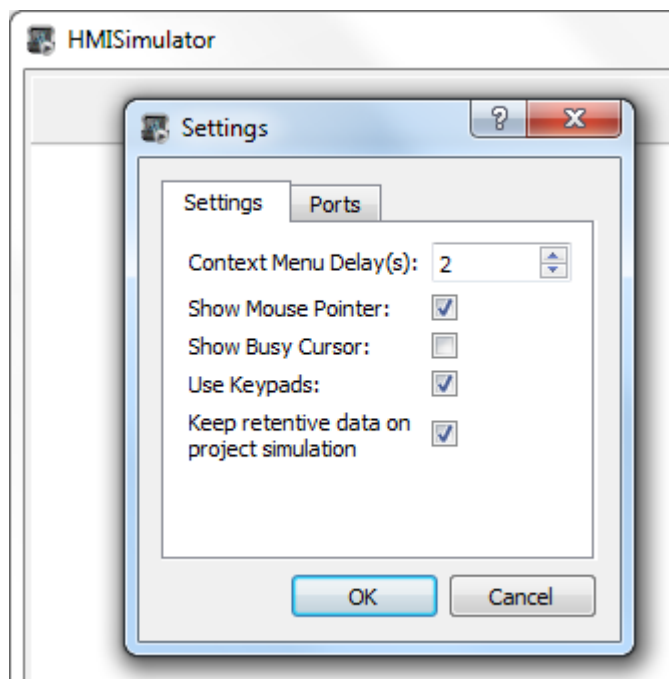 HMISimulator
Settings
Settings
Ports
Context Menu Delay(s): 2
Show Mouse Pointer:
Show Busy Cursor:
Use Keypads:
Keep retentive data on
project simulation
OK
Cancel